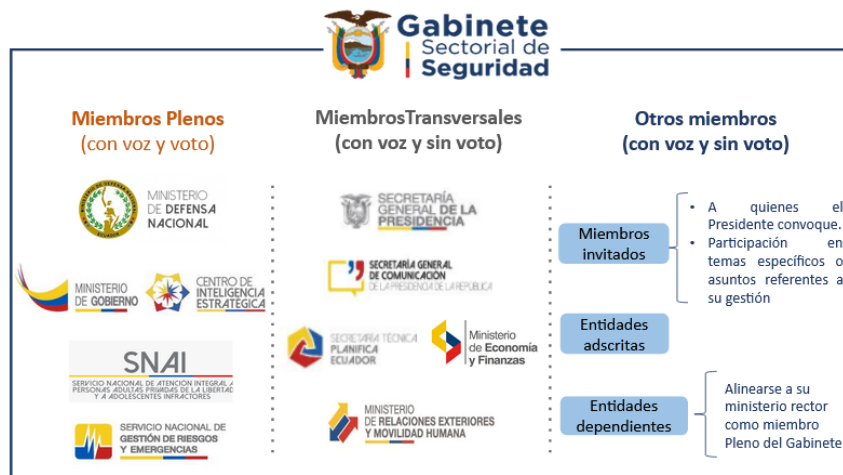 Gabinete
Sectorial de
Seguridad
Miembros Plenos
(con voz y voto)
MINISTERIO
DE DEFENSA
NACIONAL
MINISTERIO
DE GOBIERNO
CENTRO DE
INTELIGENCIA
ESTRATÉGICA
SNAI
SERVICIO NACIONAL DE ATENCIÓN INTEGRAL A
PERSONAS ADULTAS PRIVADAS DE LA LIBERTAD
Y A ADOLESCENTES INFRACTORES
SERVICIO NACIONAL DE
GESTIÓN DE RIESGOS
Y EMERGENCIAS
MiembrosTransversales
(con voz y sin voto)
SECRETARÍA
GENERAL DE LA
PRESIDENCIA
SECRETARÍA GENERAL
DE COMUNICACIÓN
DE LA PRESIDENCIA DE LA REPÚBLICA
SECRETARÍA TÉCNICA
PLANIFICA
ECUADOR
Ministerio
de Economía
y Finanzas
MINISTERIO
DE RELACIONES EXTERIORES
Y MOVILIDAD HUMANA
Otros miembros
(con voz y sin voto)
Miembros
invitados
• A quienes el
Presidente convoque.
• Participación en
temas específicos o
asuntos referentes a
su gestión
Entidades
adscritas
Entidades
dependientes
Alinearse a su
ministerio rector
como miembro
Pleno del Gabinete